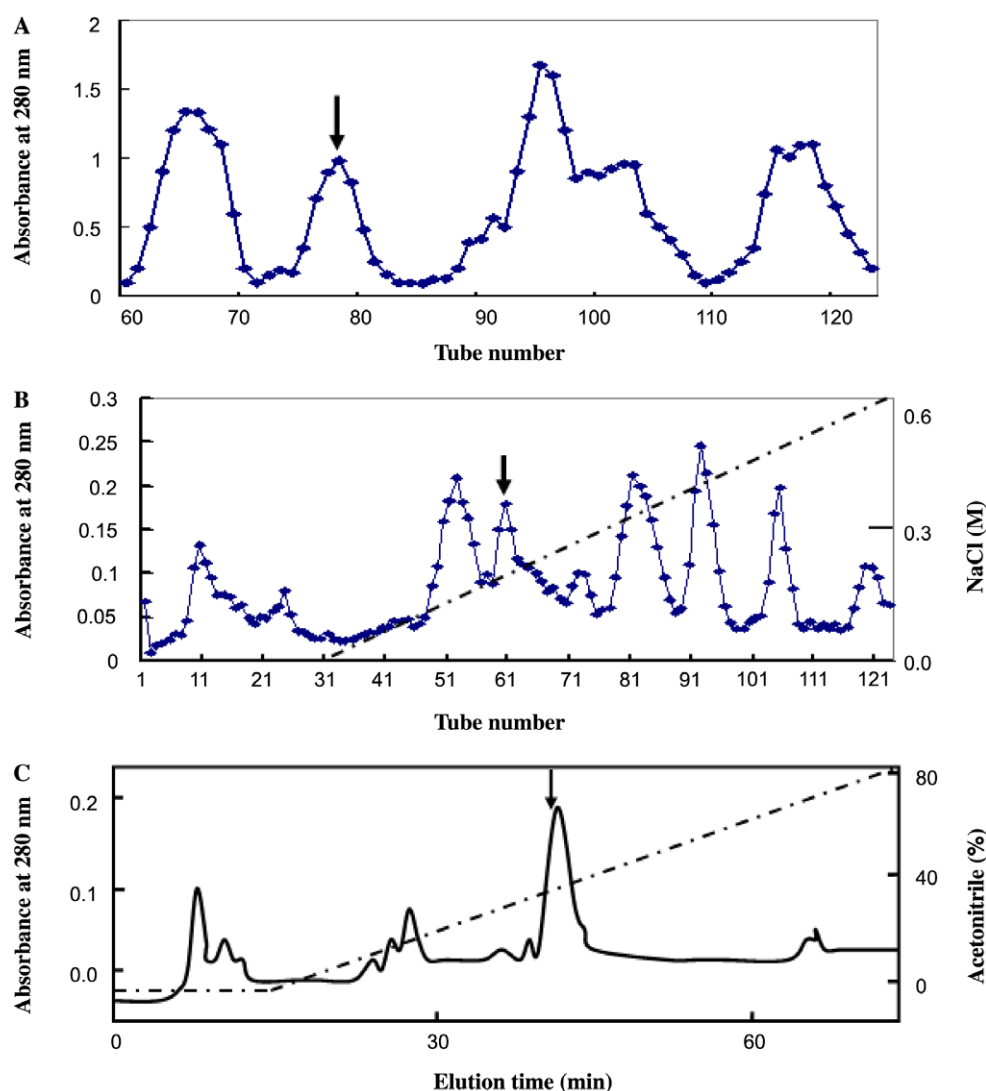 A
Absorbance at 280 nm
2
1.5
1
0.5
0
60 70 80 90 100 110 120
Tube number
B
Absorbance at 280 nm
0.3
0.25
0.2
0.15
0.1
0.05
0
0.6
0.3
0.0
NaCl (M)
1 11 21 31 41 51 61 71 81 91 101 111 121
Tube number
C
Absorbance at 280 nm
0.2
0.1
0.0
80
40
0
Acetonitrile (%)
0 30 60
Elution time (min)